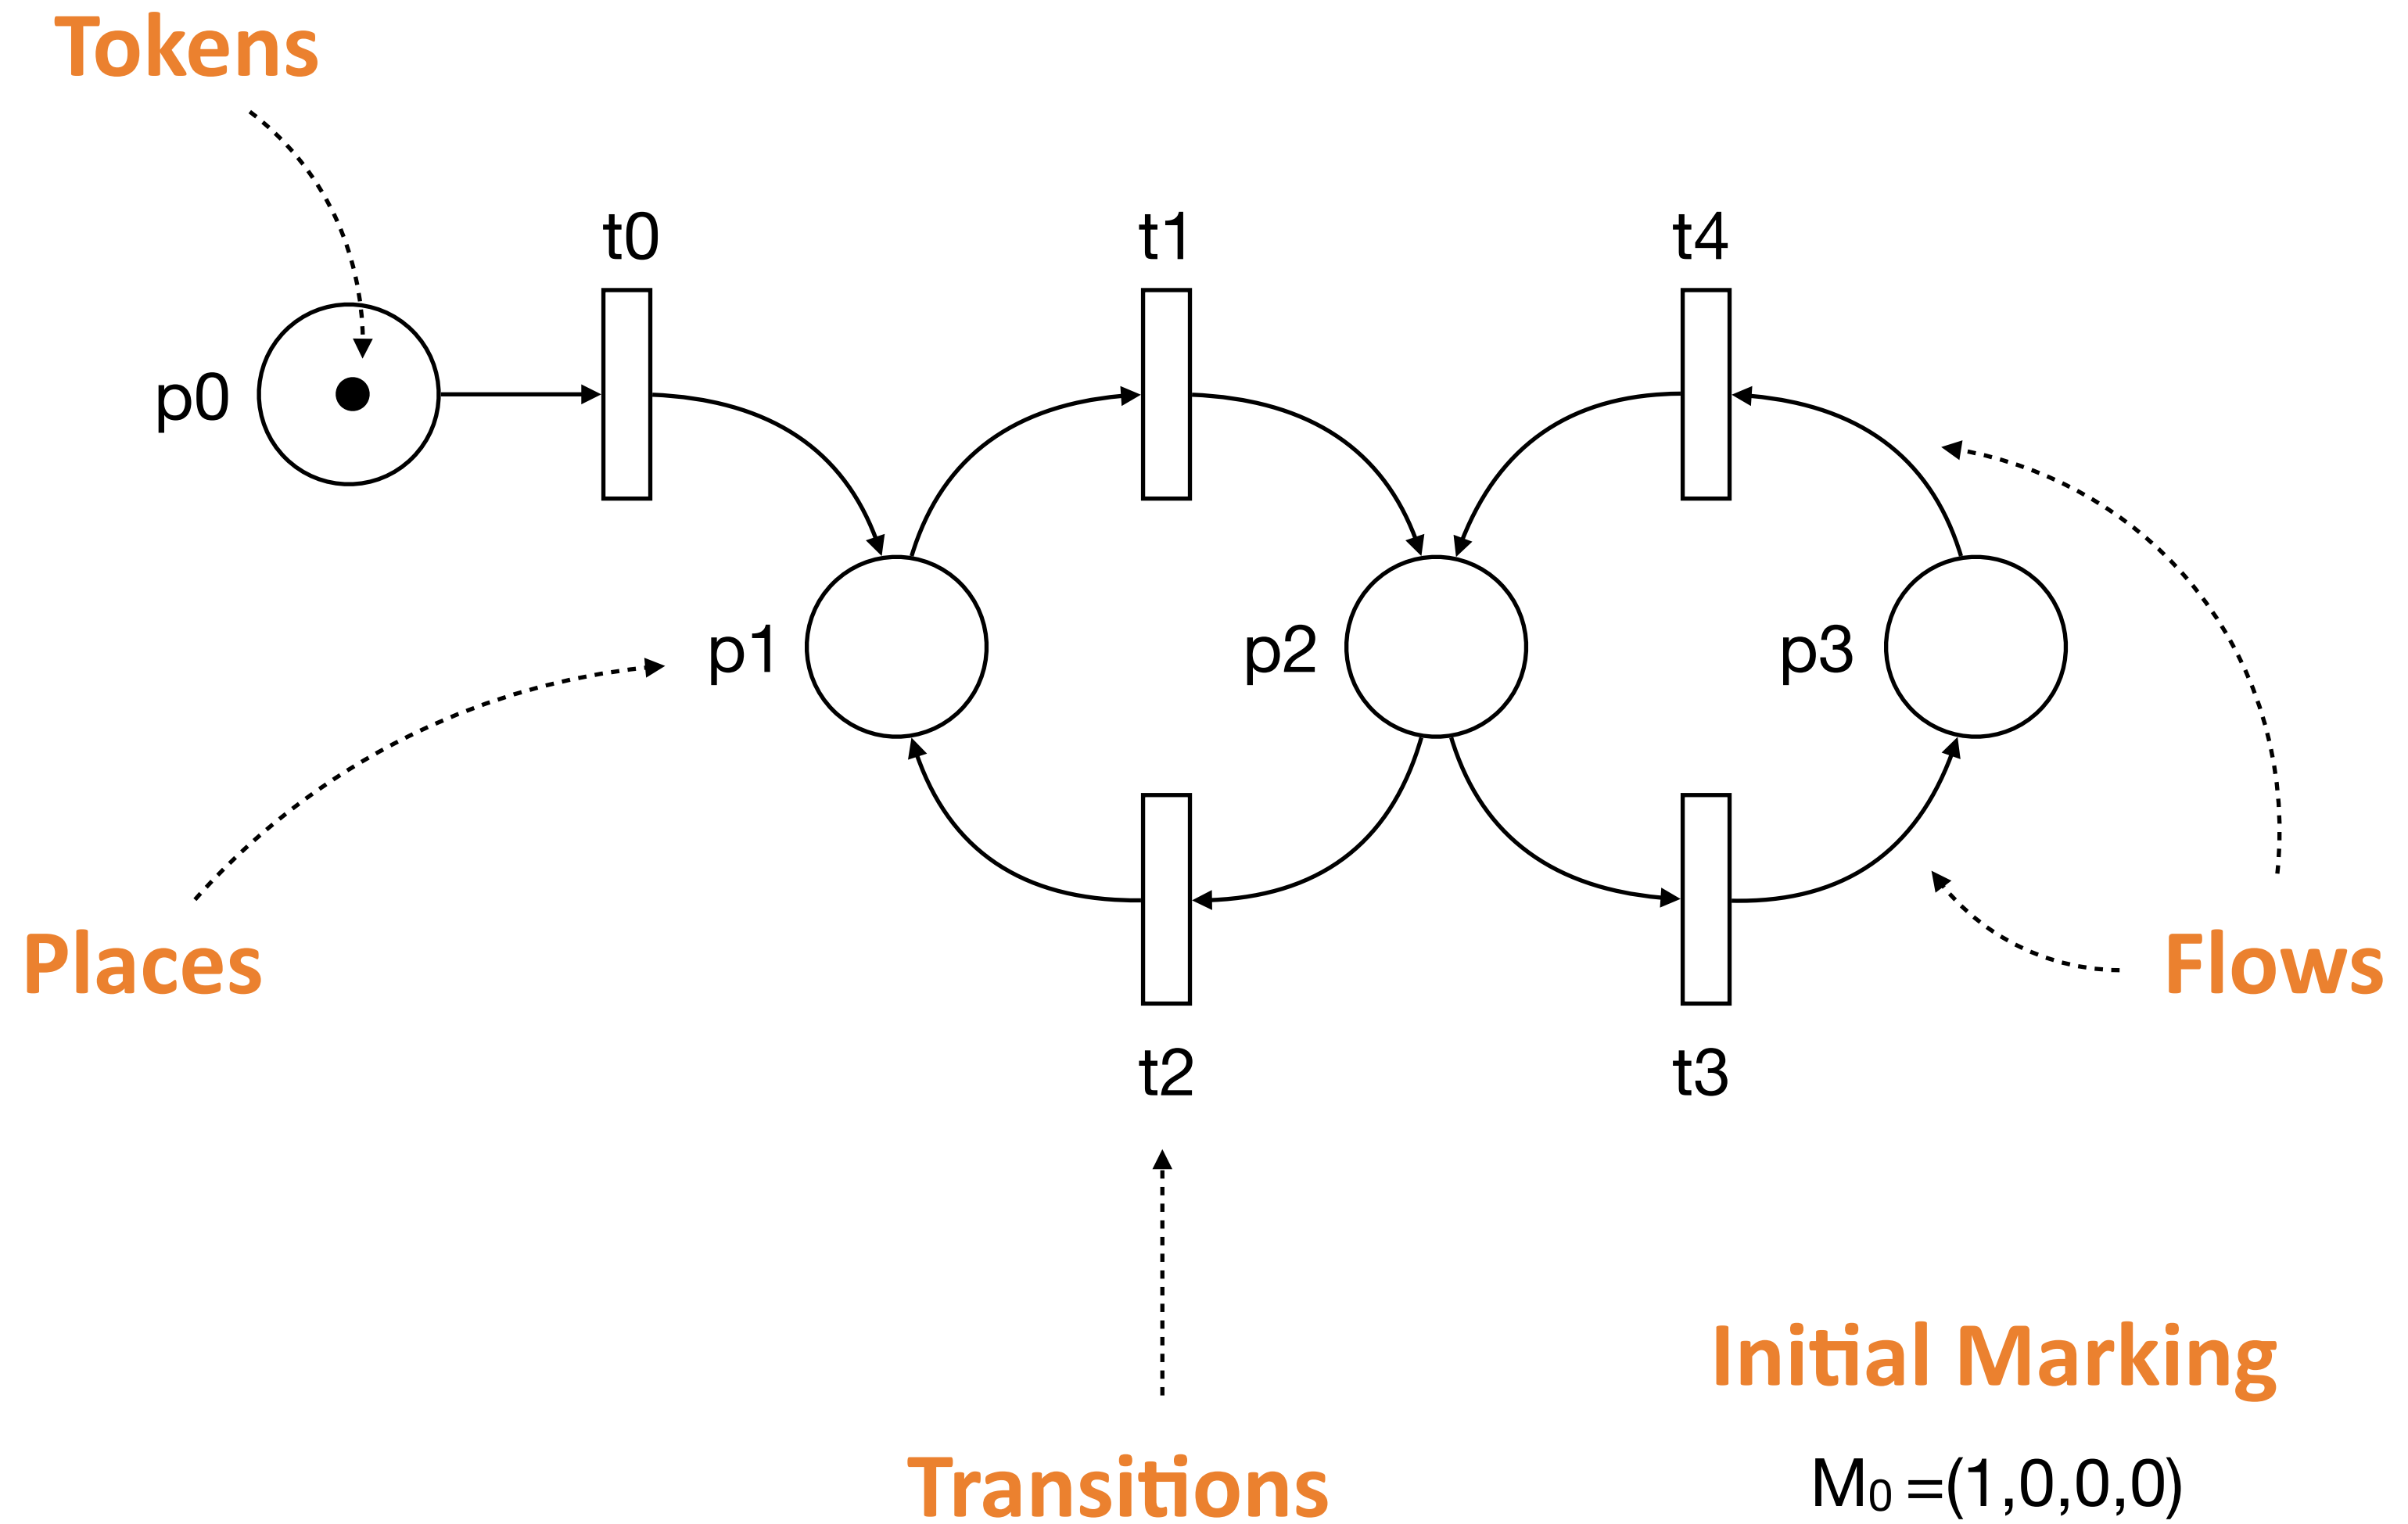 Tokens
t0
t1
t4
p0
p1
p2
p3
Places
Flows
t2
t3
Initial Marking
Transitions
M₀ =(1,0,0,0)